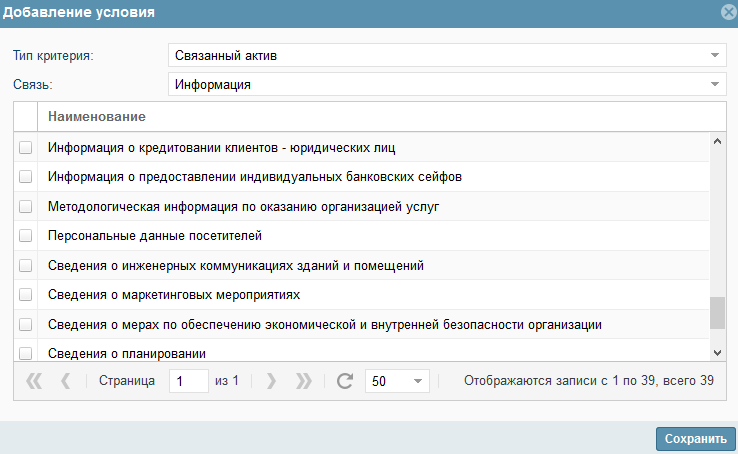 Добавление условия
Тип критерия: Связанный актив
Связь: Информация
Наименование
Информация о кредитовании клиентов - юридических лиц
Информация о предоставлении индивидуальных банковских сейфов
Методологическая информация по оказанию организацией услуг
Персональные данные посетителей
Сведения о инженерных коммуникациях зданий и помещений
Сведения о маркетинговых мероприятиях
Сведения о мерах по обеспечению экономической и внутренней безопасности организации
Сведения о планировании
Страница 1 из 1 50 Отображаются записи с 1 по 39, всего 39
Сохранить